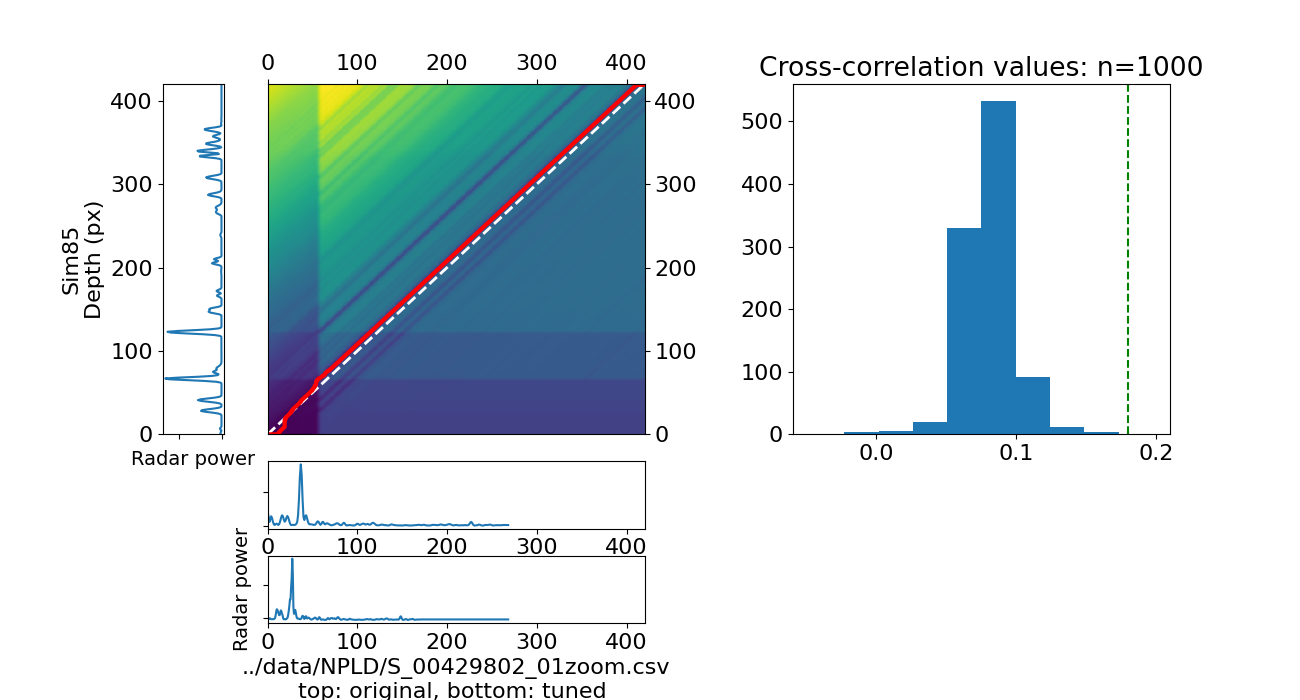 0 100 200 300 400
Cross-correlation values: n=1000
400
300
200
100
0
Sim85
Depth (px)
Radar power
400
300
200
100
0
500
400
300
200
100
0
0.0 0.1 0.2
0 100 200 300 400
Radar power
0 100 200 300 400
../data/NPLD/S_00429802_01zoom.csv
top: original, bottom: tuned